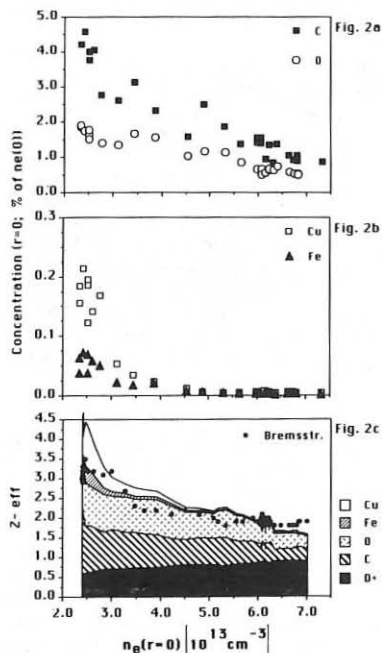 Fig. 2a
5.0
4.0
3.0
2.0
1.0
0.0
C
O
Concentration (r=0; % of ne(0))
Fig. 2b
0.3
0.2
0.1
0.0
Cu
Fe
Fig. 2c
4.5
4.0
3.5
3.0
2.5
2.0
1.5
1.0
0.5
0.0
Z-eff
Bremsstr.
Cu
Fe
O
C
D+
2.0 3.0 4.0 5.0 6.0 7.0
ne(r=0) [10^13 cm^-3]